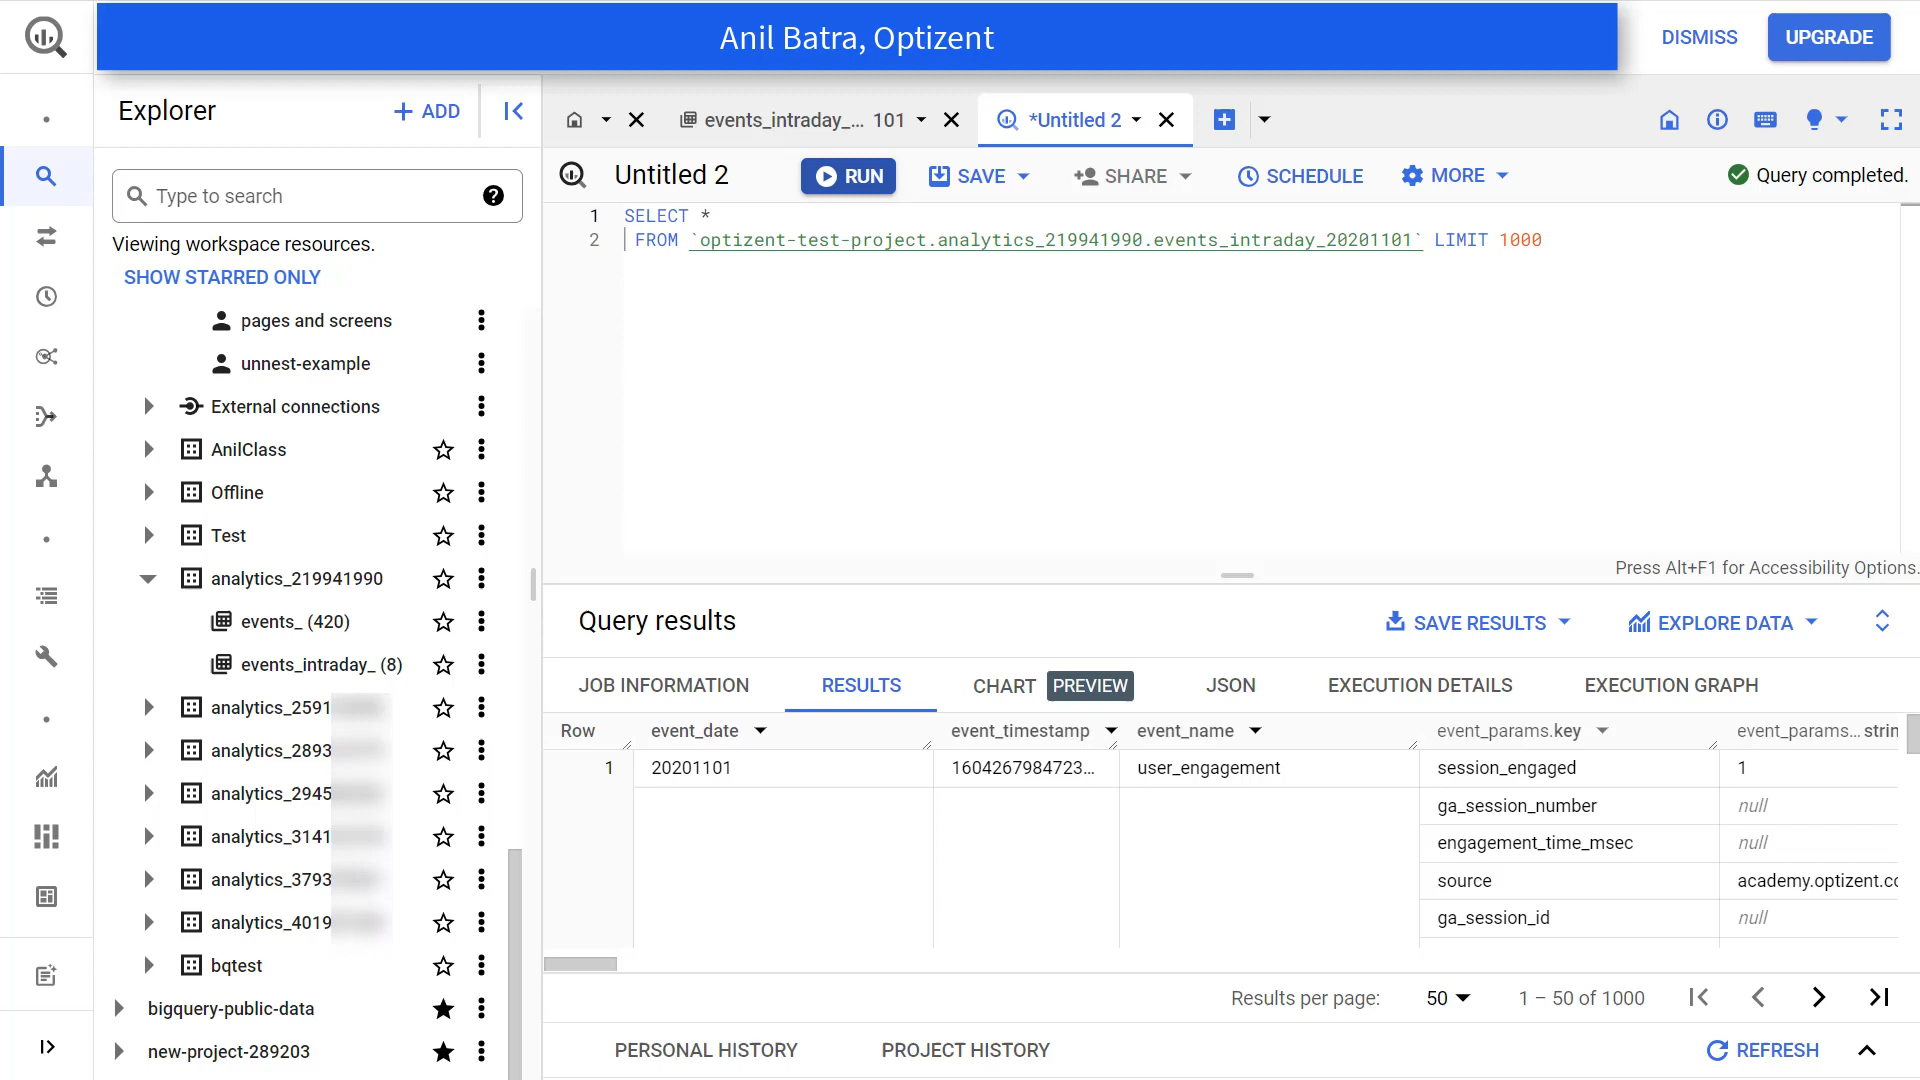 Anil Batra, Optizent
DISMISS
UPGRADE
Explorer
ADD
events_intraday_... 101
*Untitled 2
Untitled 2
RUN
SAVE
SHARE
SCHEDULE
MORE
Query completed.
Type to search
Viewing workspace resources.
SHOW STARRED ONLY
pages and screens
unnest-example
External connections
AnilClass
Offline
Test
analytics_219941990
events_ (420)
events_intraday_ (8)
analytics_2591
analytics_2893
analytics_2945
analytics_3141
analytics_3793
analytics_4019
bqtest
bigquery-public-data
new-project-289203
1 SELECT *
2 FROM `optizent-test-project.analytics_219941990.events_intraday_20201101` LIMIT 1000
Press Alt+F1 for Accessibility Options.
Query results
SAVE RESULTS
EXPLORE DATA
JOB INFORMATION RESULTS CHART PREVIEW JSON EXECUTION DETAILS EXECUTION GRAPH
Row event_date event_timestamp event_name event_params.key event_params... strin
1 20201101 1604267984723... user_engagement session_engaged 1
ga_session_number null
engagement_time_msec null
source academy.optizent.cc
ga_session_id null
Results per page: 50 1 – 50 of 1000
PERSONAL HISTORY PROJECT HISTORY REFRESH